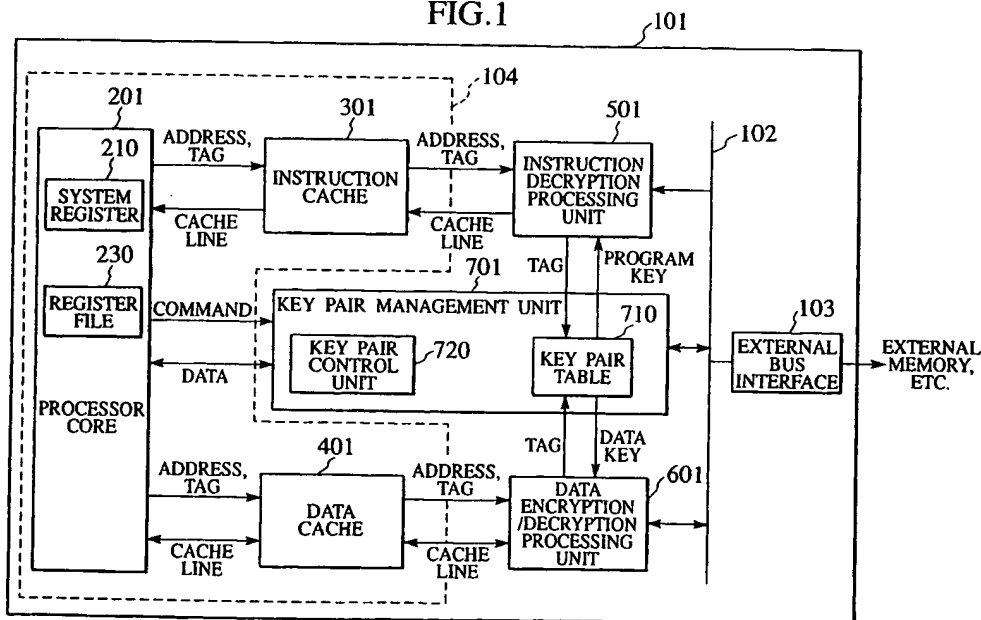 FIG.1
101
104
201
301
501
102
210
ADDRESS,
TAG
ADDRESS,
TAG
SYSTEM
REGISTER
INSTRUCTION
CACHE
INSTRUCTION
DECRYPTION
PROCESSING
UNIT
CACHE
LINE
CACHE
LINE
230
REGISTER
FILE
TAG
PROGRAM
KEY
701
COMMAND
KEY PAIR MANAGEMENT UNIT
710
103
KEY PAIR
CONTROL
UNIT
720
KEY PAIR
TABLE
EXTERNAL
BUS
INTERFACE
EXTERNAL
MEMORY,
ETC.
DATA
PROCESSOR
CORE
TAG
DATA
KEY
401
601
ADDRESS,
TAG
ADDRESS,
TAG
DATA
CACHE
DATA
ENCRYPTION
/DECRYPTION
PROCESSING
UNIT
CACHE
LINE
CACHE
LINE